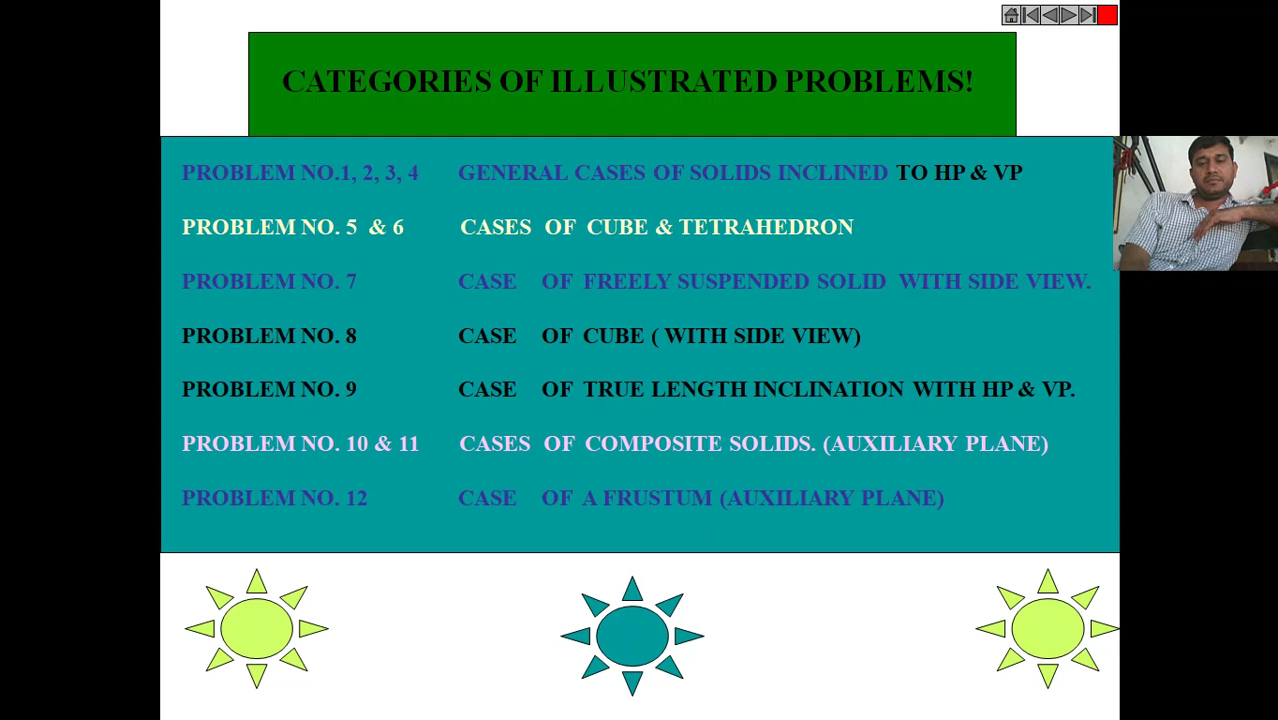 CATEGORIES OF ILLUSTRATED PROBLEMS!
PROBLEM NO.1, 2, 3, 4 GENERAL CASES OF SOLIDS INCLINED TO HP & VP
PROBLEM NO. 5 & 6 CASES OF CUBE & TETRAHEDRON
PROBLEM NO. 7 CASE OF FREELY SUSPENDED SOLID WITH SIDE VIEW.
PROBLEM NO. 8 CASE OF CUBE ( WITH SIDE VIEW)
PROBLEM NO. 9 CASE OF TRUE LENGTH INCLINATION WITH HP & VP.
PROBLEM NO. 10 & 11 CASES OF COMPOSITE SOLIDS. (AUXILIARY PLANE)
PROBLEM NO. 12 CASE OF A FRUSTUM (AUXILIARY PLANE)